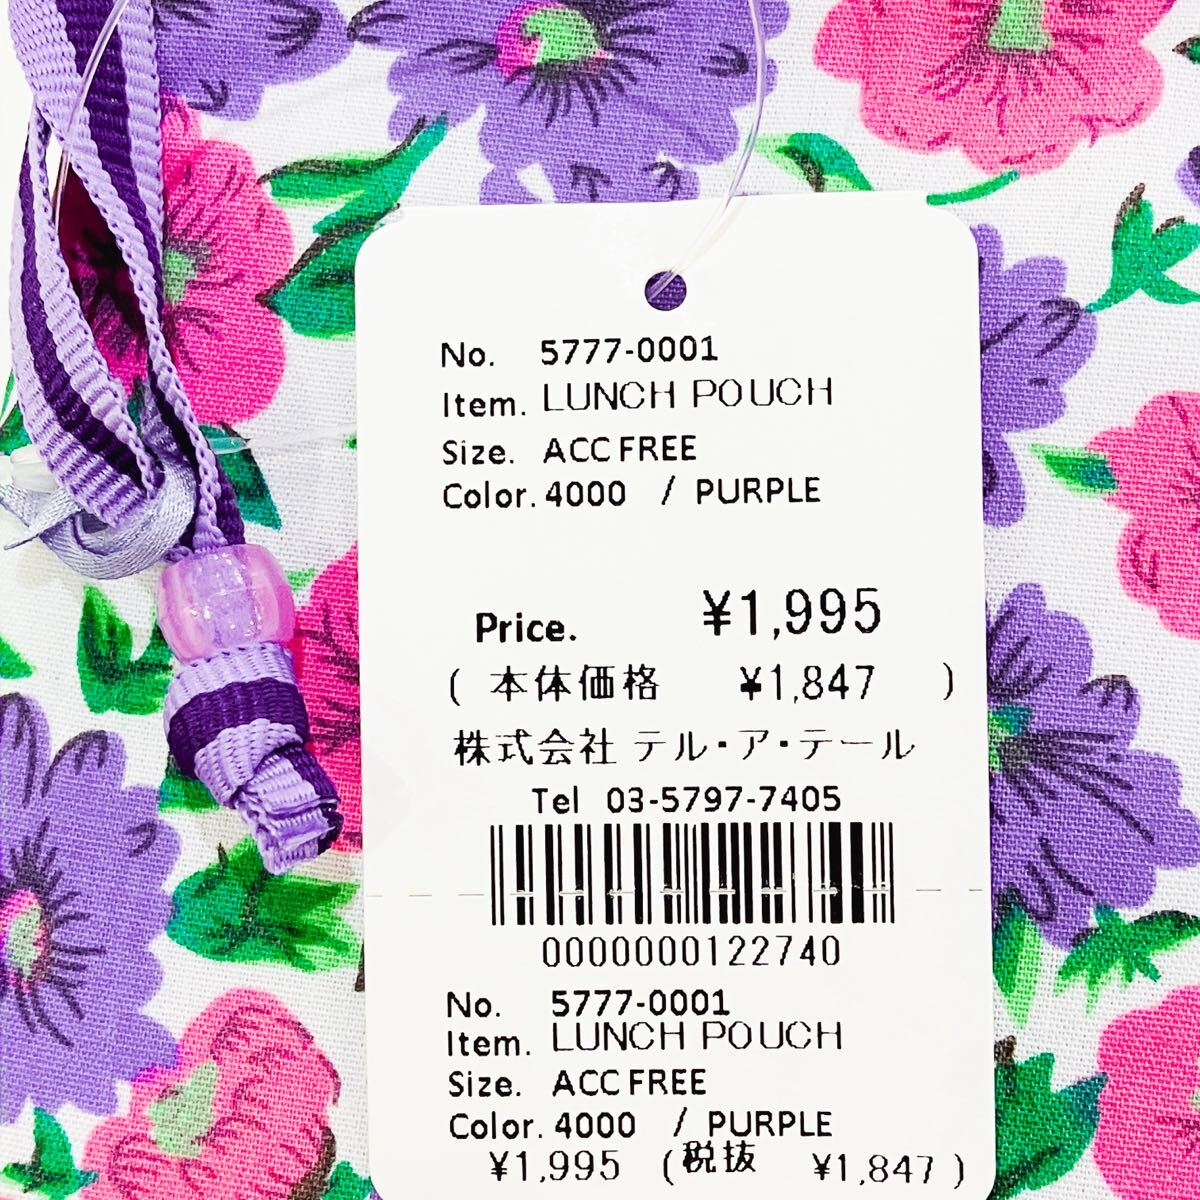 No. 5777-0001
Item. LUNCH POUCH
Size. ACC FREE
Color. 4000 / PURPLE
Price. ¥1,995
( 本体価格 ¥1,847 )
株式会社 テル・ア・テール
Tel 03-5797-7405
0000000122740
No. 5777-0001
Item. LUNCH POUCH
Size. ACC FREE
Color. 4000 / PURPLE
¥1,995 (税抜 ¥1,847)